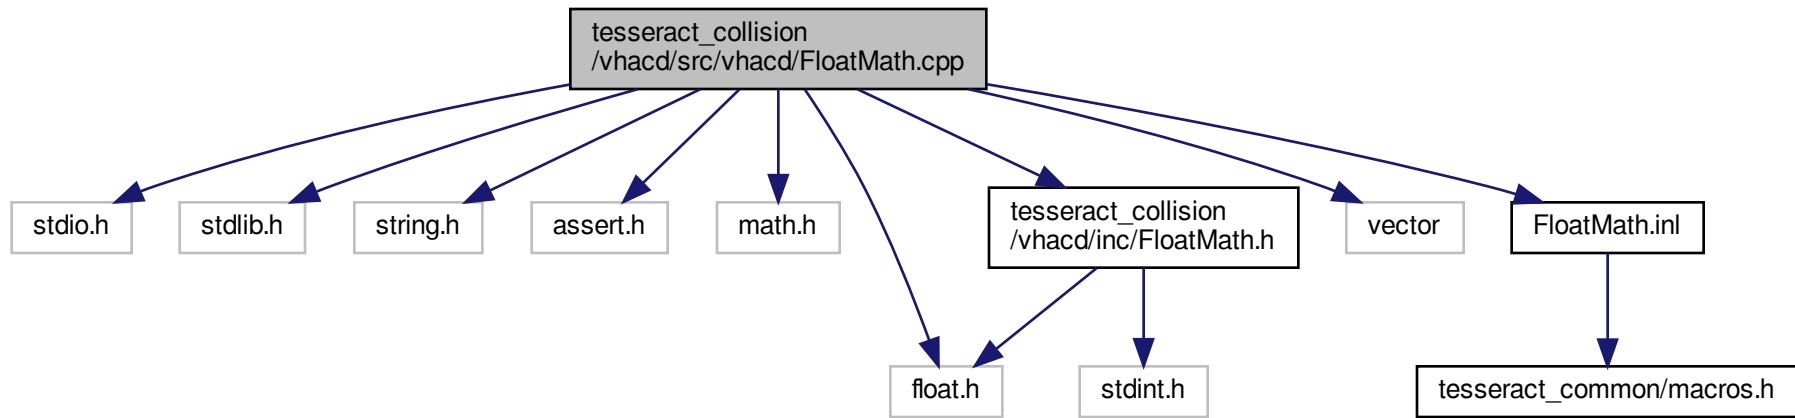 tesseract_collision
/vhacd/src/vhacd/FloatMath.cpp
stdio.h
stdlib.h
string.h
assert.h
math.h
tesseract_collision
/vhacd/inc/FloatMath.h
vector
FloatMath.inl
float.h
stdint.h
tesseract_common/macros.h